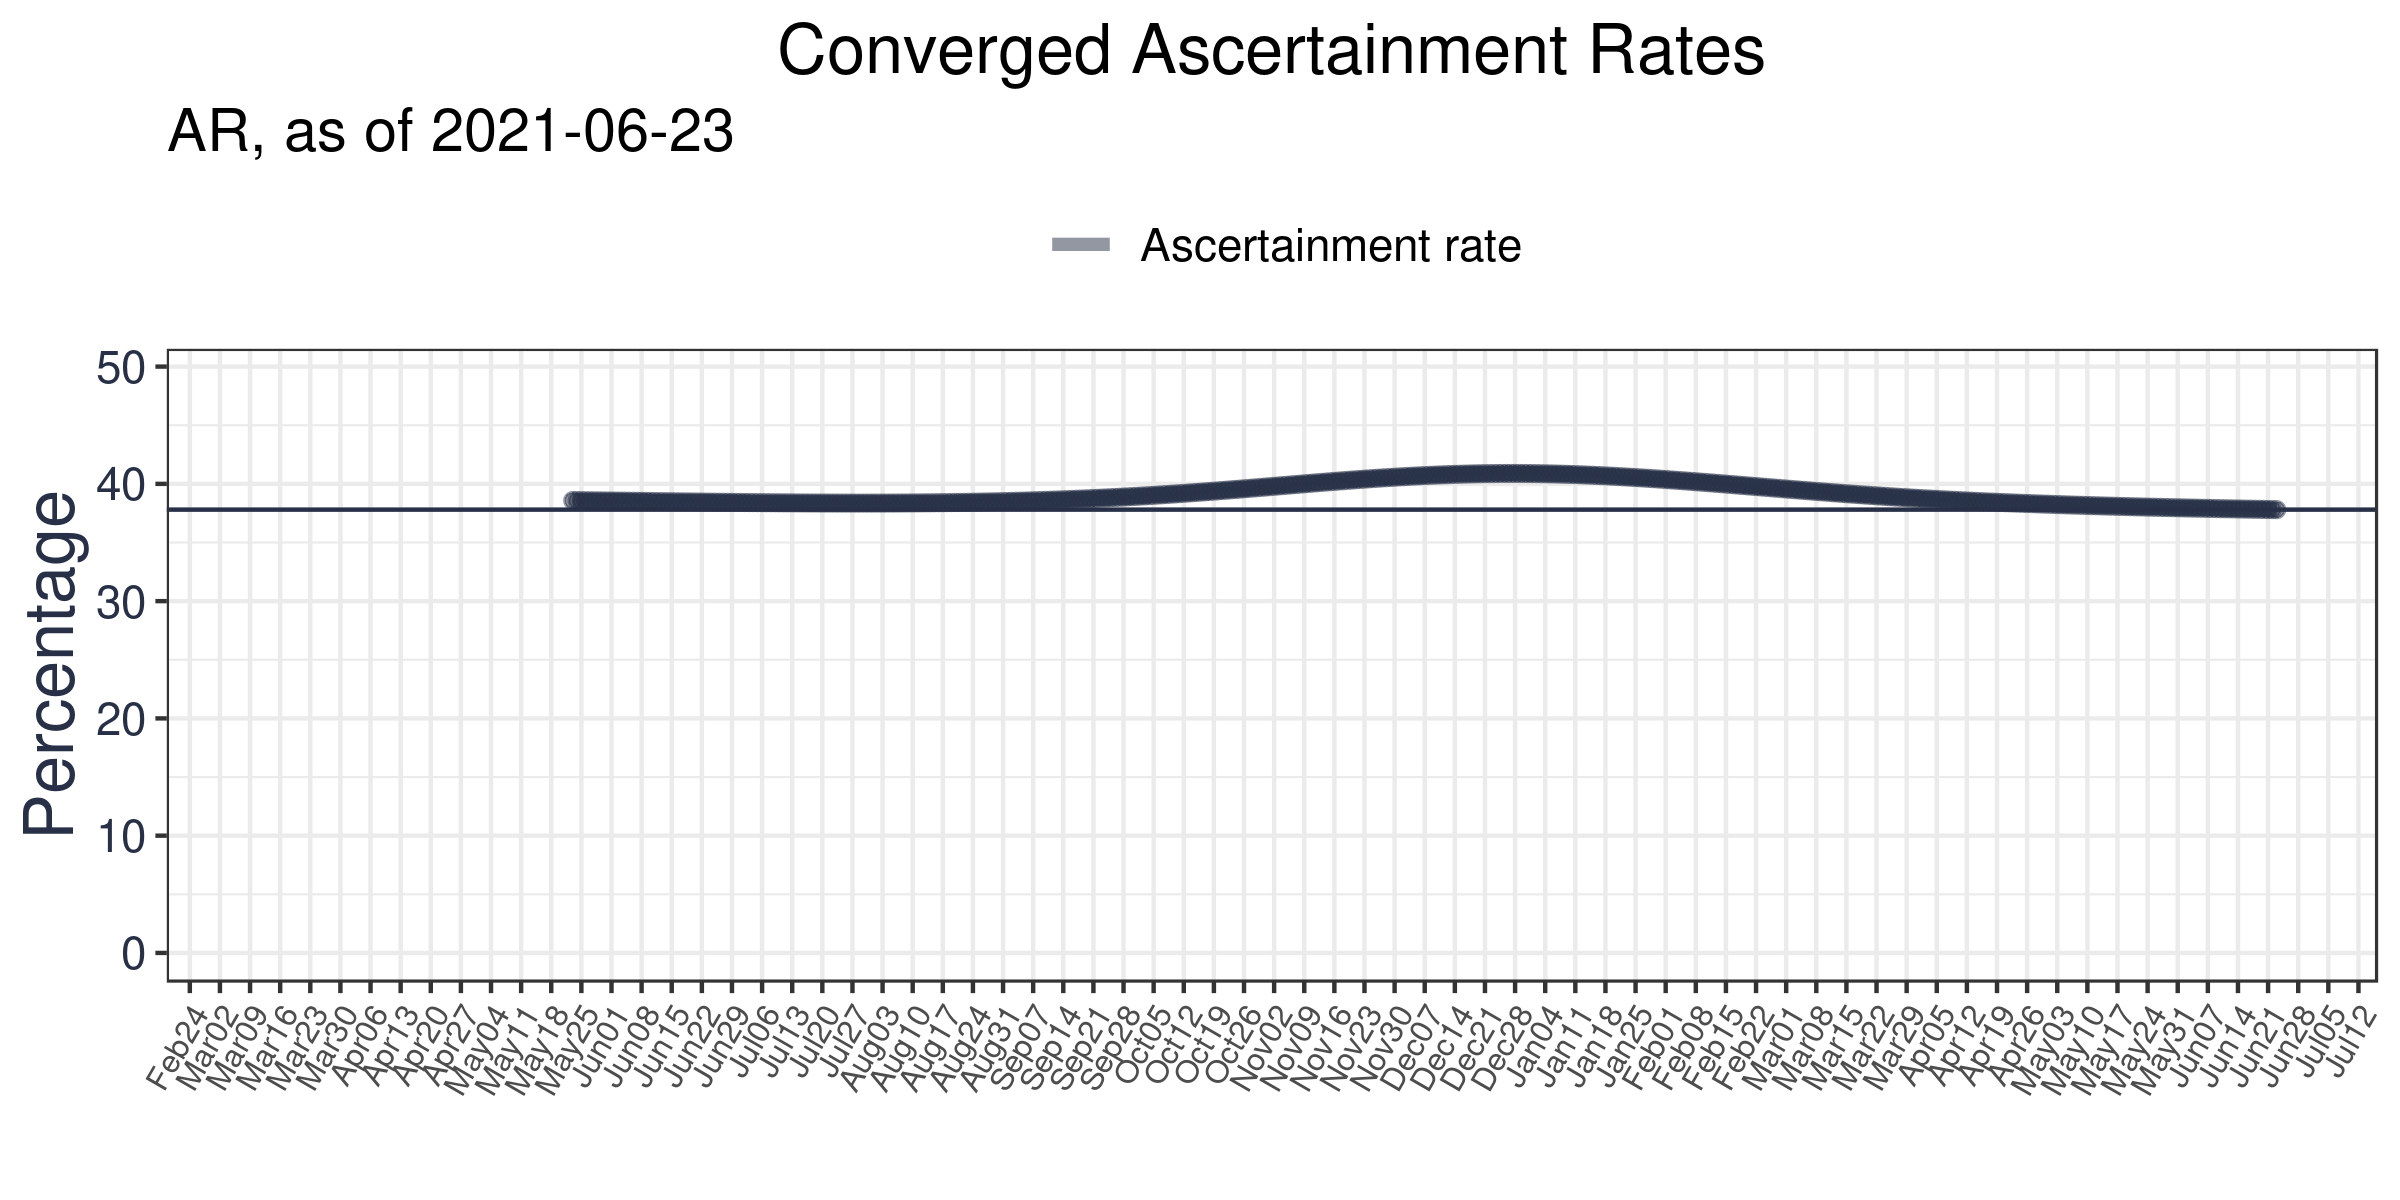 Converged Ascertainment Rates
AR, as of 2021-06-23
Ascertainment rate
Percentage
50
40
30
20
10
0
Feb24
Mar02
Mar09
Mar16
Mar23
Mar30
Apr06
Apr13
Apr20
Apr27
May04
May11
May18
May25
Jun01
Jun08
Jun15
Jun22
Jun29
Jul06
Jul13
Jul20
Jul27
Aug03
Aug10
Aug17
Aug24
Aug31
Sep07
Sep14
Sep21
Sep28
Oct05
Oct12
Oct19
Oct26
Nov02
Nov09
Nov16
Nov23
Nov30
Dec07
Dec14
Dec21
Dec28
Jan04
Jan11
Jan18
Jan25
Feb01
Feb08
Feb15
Feb22
Mar01
Mar08
Mar15
Mar22
Mar29
Apr05
Apr12
Apr19
Apr26
May03
May10
May17
May24
May31
Jun07
Jun14
Jun21
Jun28
Jul05
Jul12